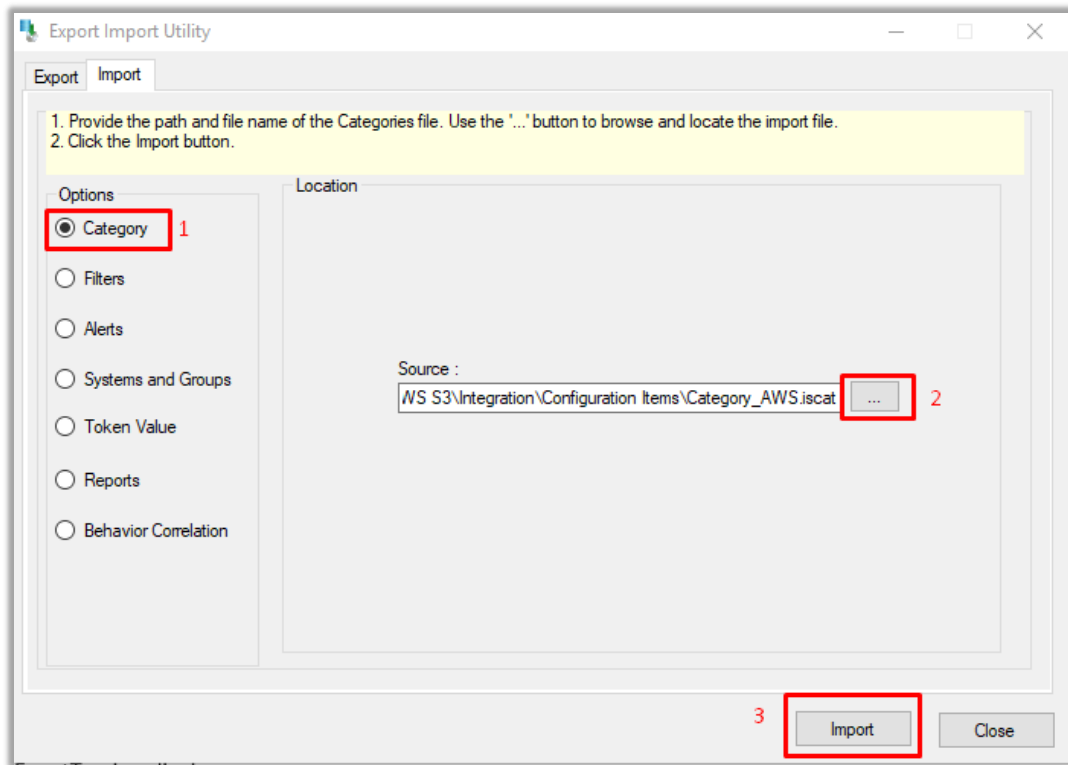 Export Import Utility
Export Import
1. Provide the path and file name of the Categories file. Use the '...' button to browse and locate the import file.
2. Click the Import button.
Options
Location
Category 1
Filters
Alerts
Systems and Groups
Token Value
Reports
Behavior Correlation
Source :
S3\Integration\Configuration Items\Category_AWS.iscat ... 2
3 Import Close